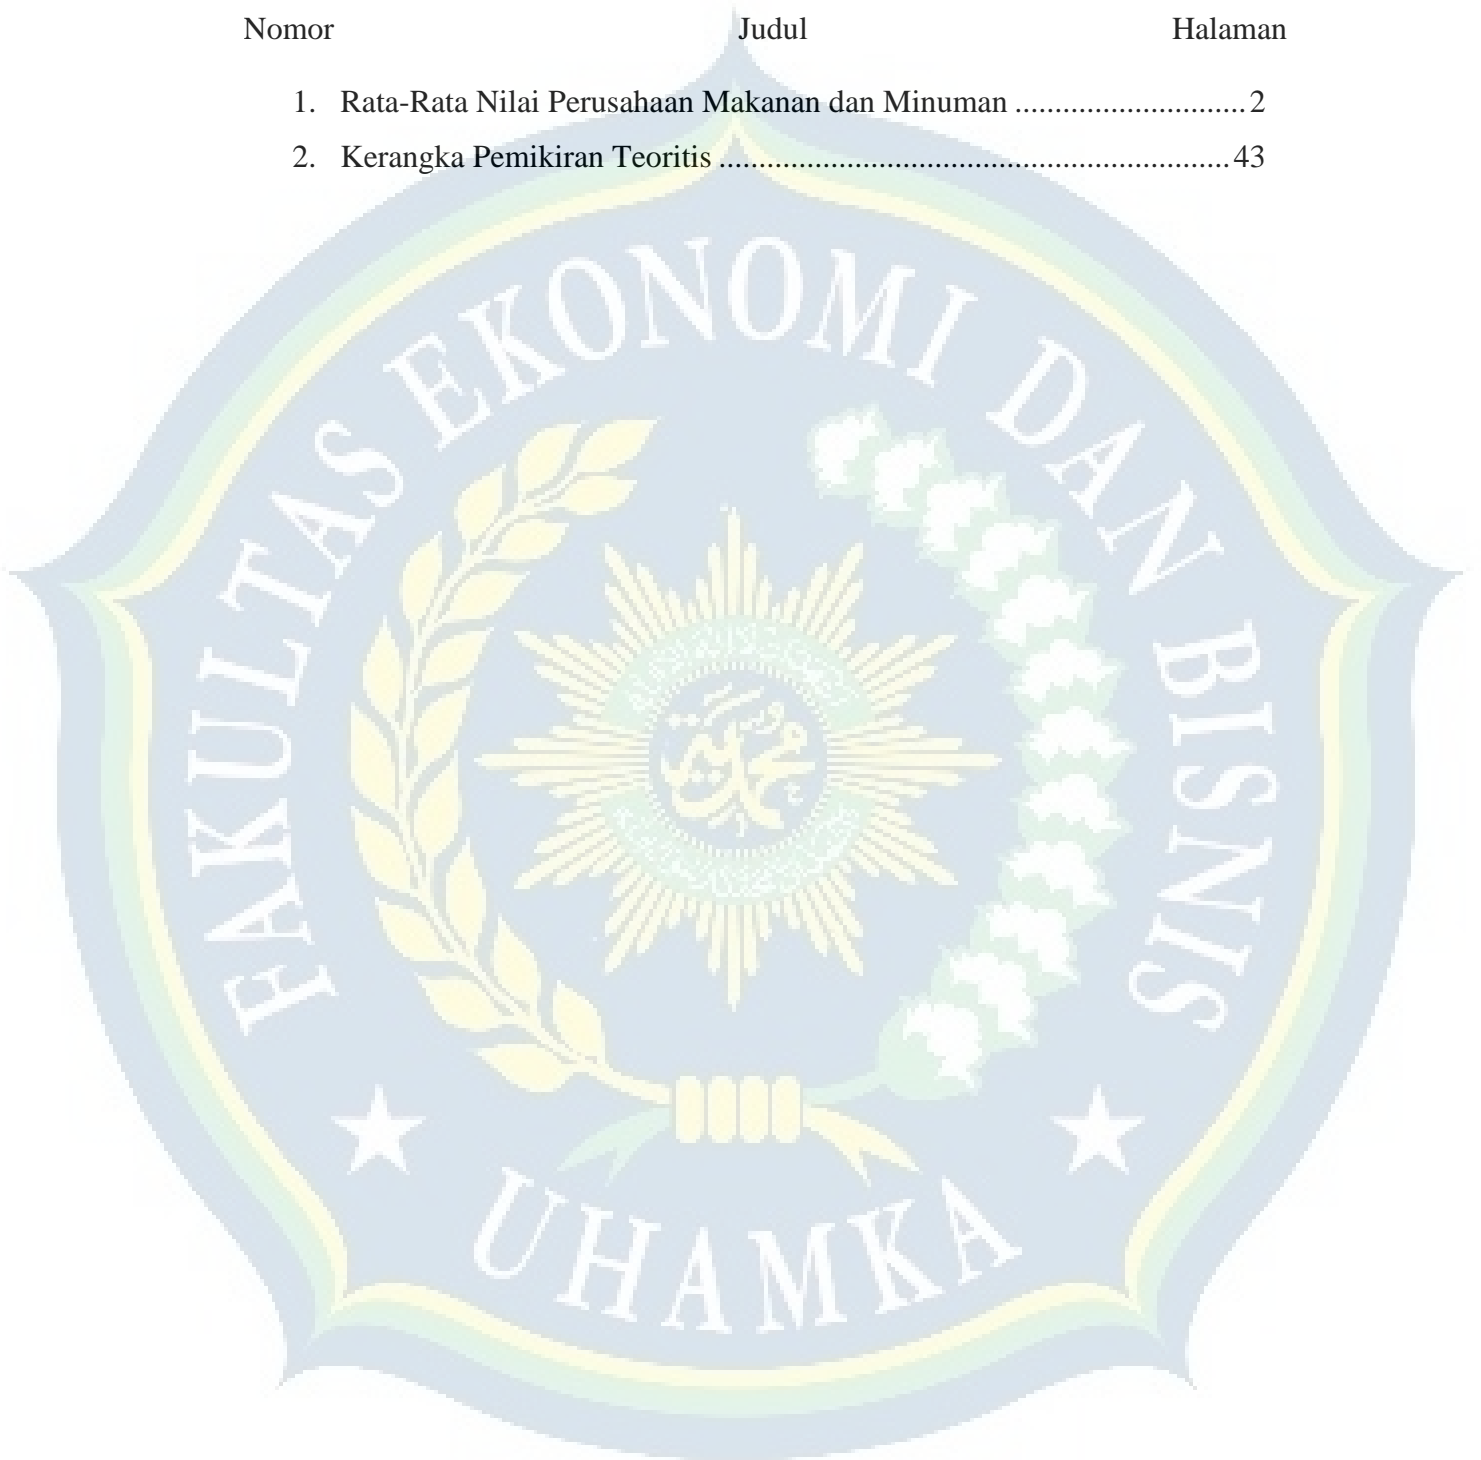 Nomor Judul Halaman
1. Rata-Rata Nilai Perusahaan Makanan dan Minuman ............................. 2
2. Kerangka Pemikiran Teoritis ................................................................ 43
FAKULTAS EKONOMI DAN BISNIS
UHAMKA